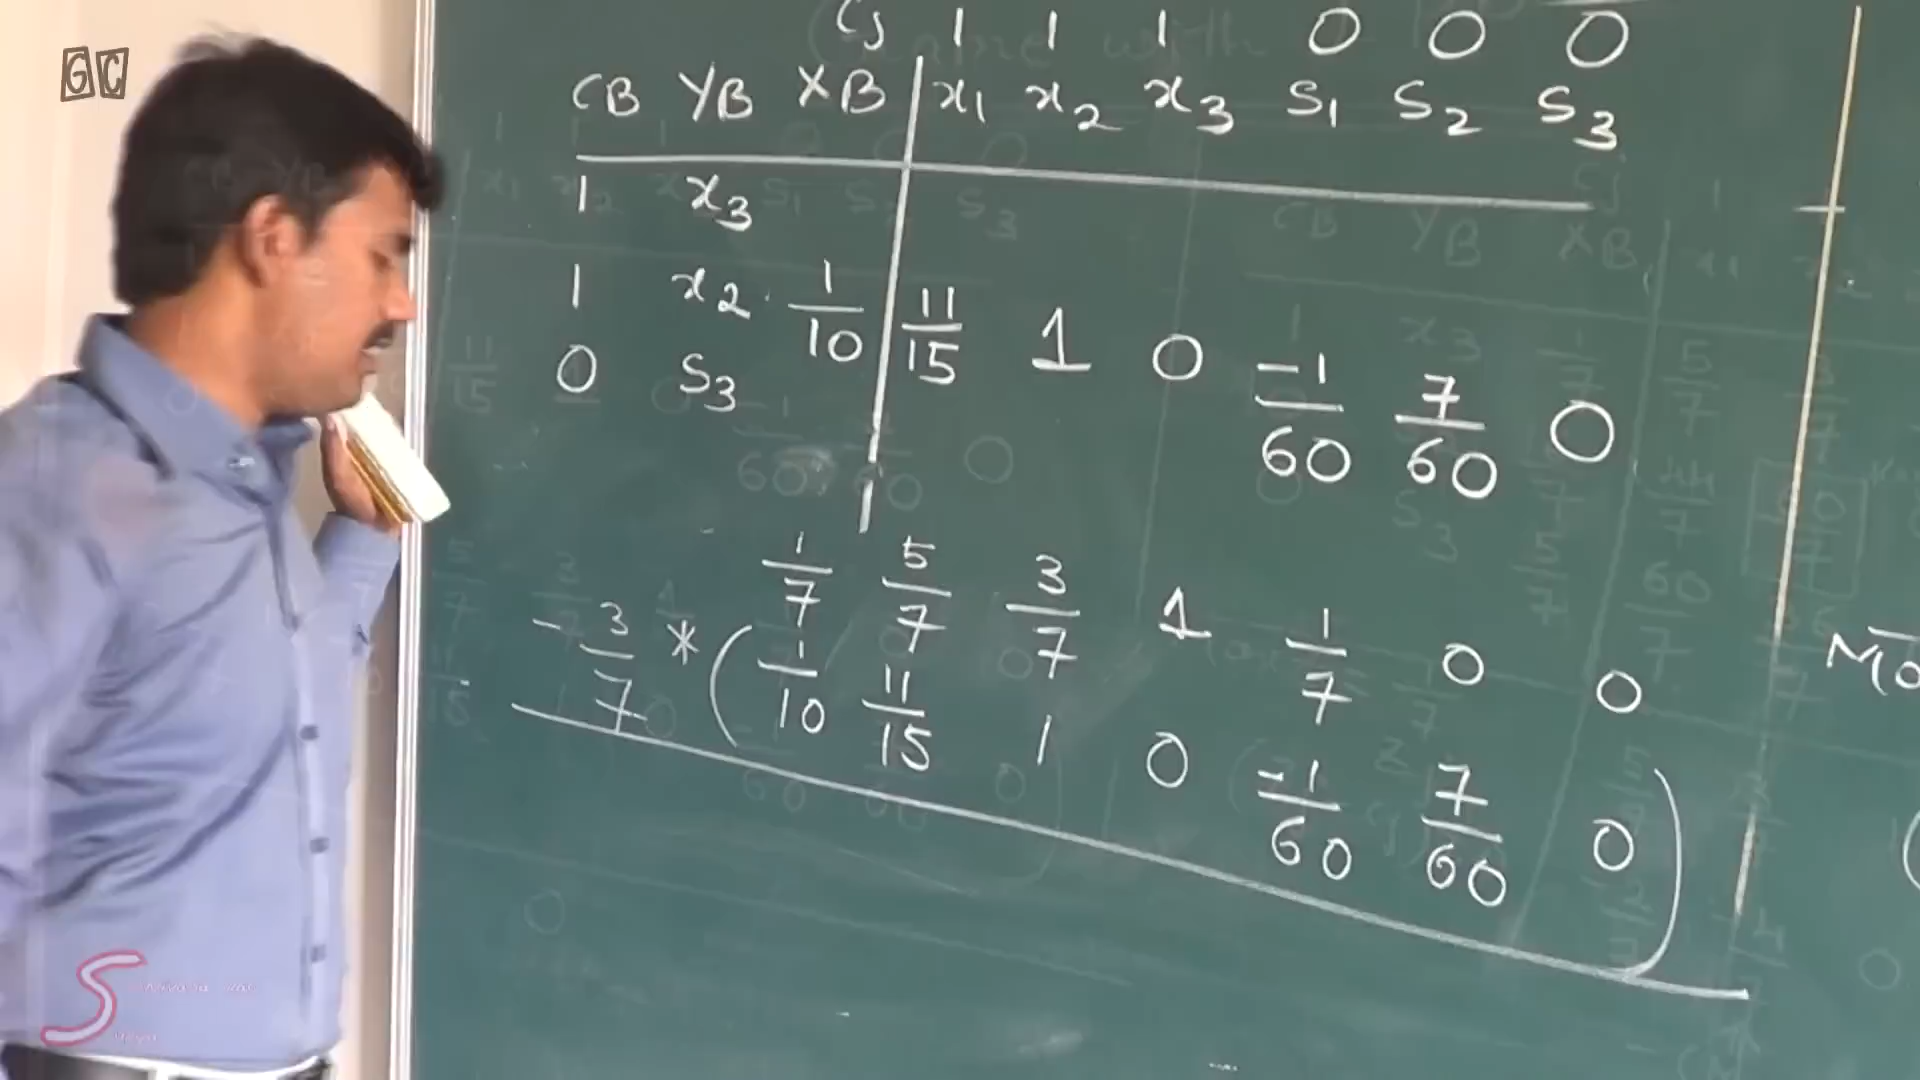 GC
Cj 1 1 1 0 0 0
CB YB XB x1 x2 x3 S1 S2 S3
1 x3
1 x2 1/10 11/15 1 0 -1/60 7/60 0
0 S3
1/7 5/7 3/7 1 1/7 0 0
-3/7 * (1/10 11/15 1 0 -1/60 7/60 0)